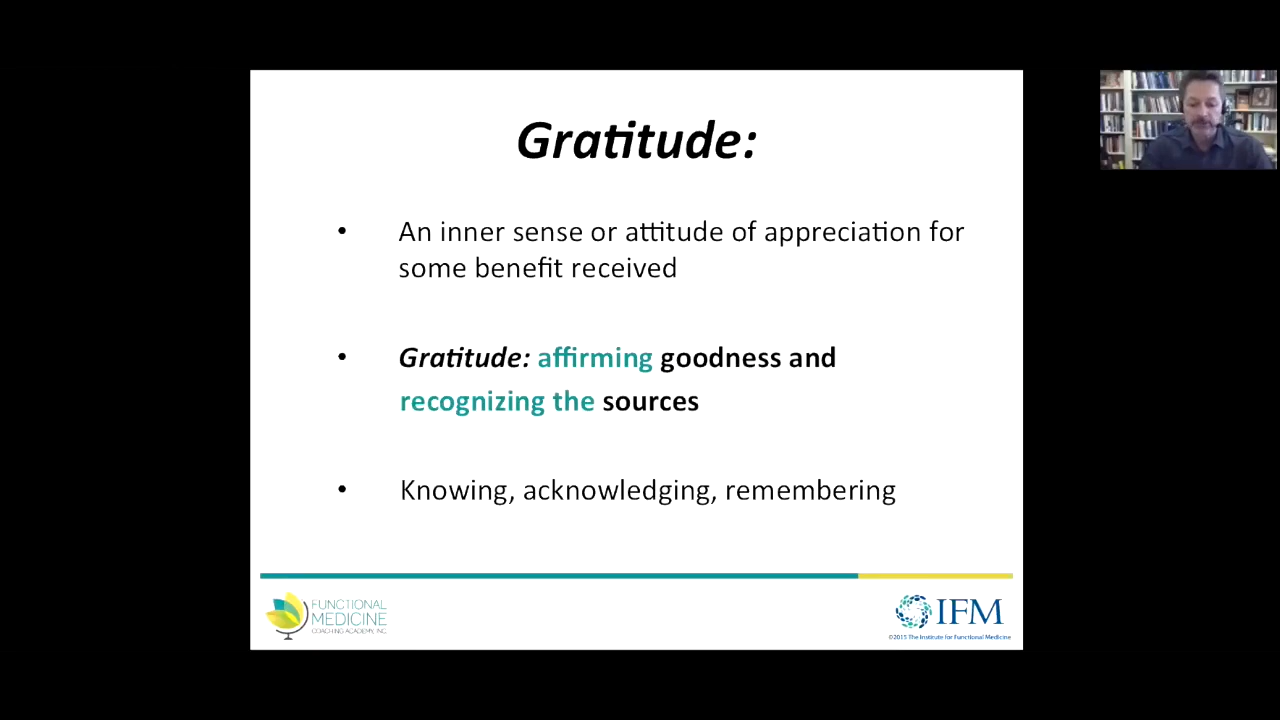 Gratitude:
• An inner sense or attitude of appreciation for
some benefit received
• Gratitude: affirming goodness and
recognizing the sources
• Knowing, acknowledging, remembering
FUNCTIONAL
MEDICINE
COACHING ACADEMY, INC.
IFM
©2015 The Institute for Functional Medicine